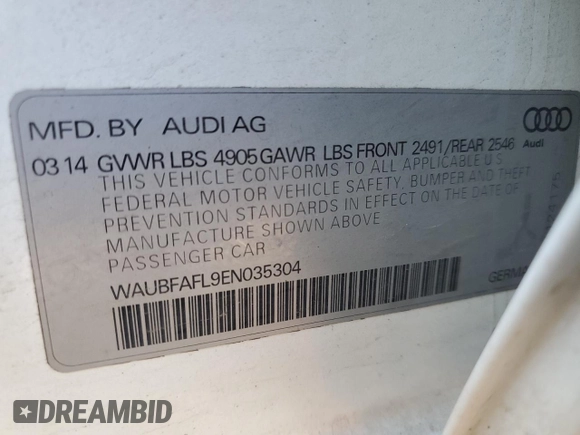 MFD. BY AUDI AG
Audi
03 14 GVWR LBS 4905 GAWR LBS FRONT 2491/REAR 2546
THIS VEHICLE CONFORMS TO ALL APPLICABLE U.S.
FEDERAL MOTOR VEHICLE SAFETY, BUMPER AND THEFT
PREVENTION STANDARDS IN EFFECT ON THE DATE OF
MANUFACTURE SHOWN ABOVE
PASSENGER CAR
WAUBFAFL9EN035304
DREAMBID